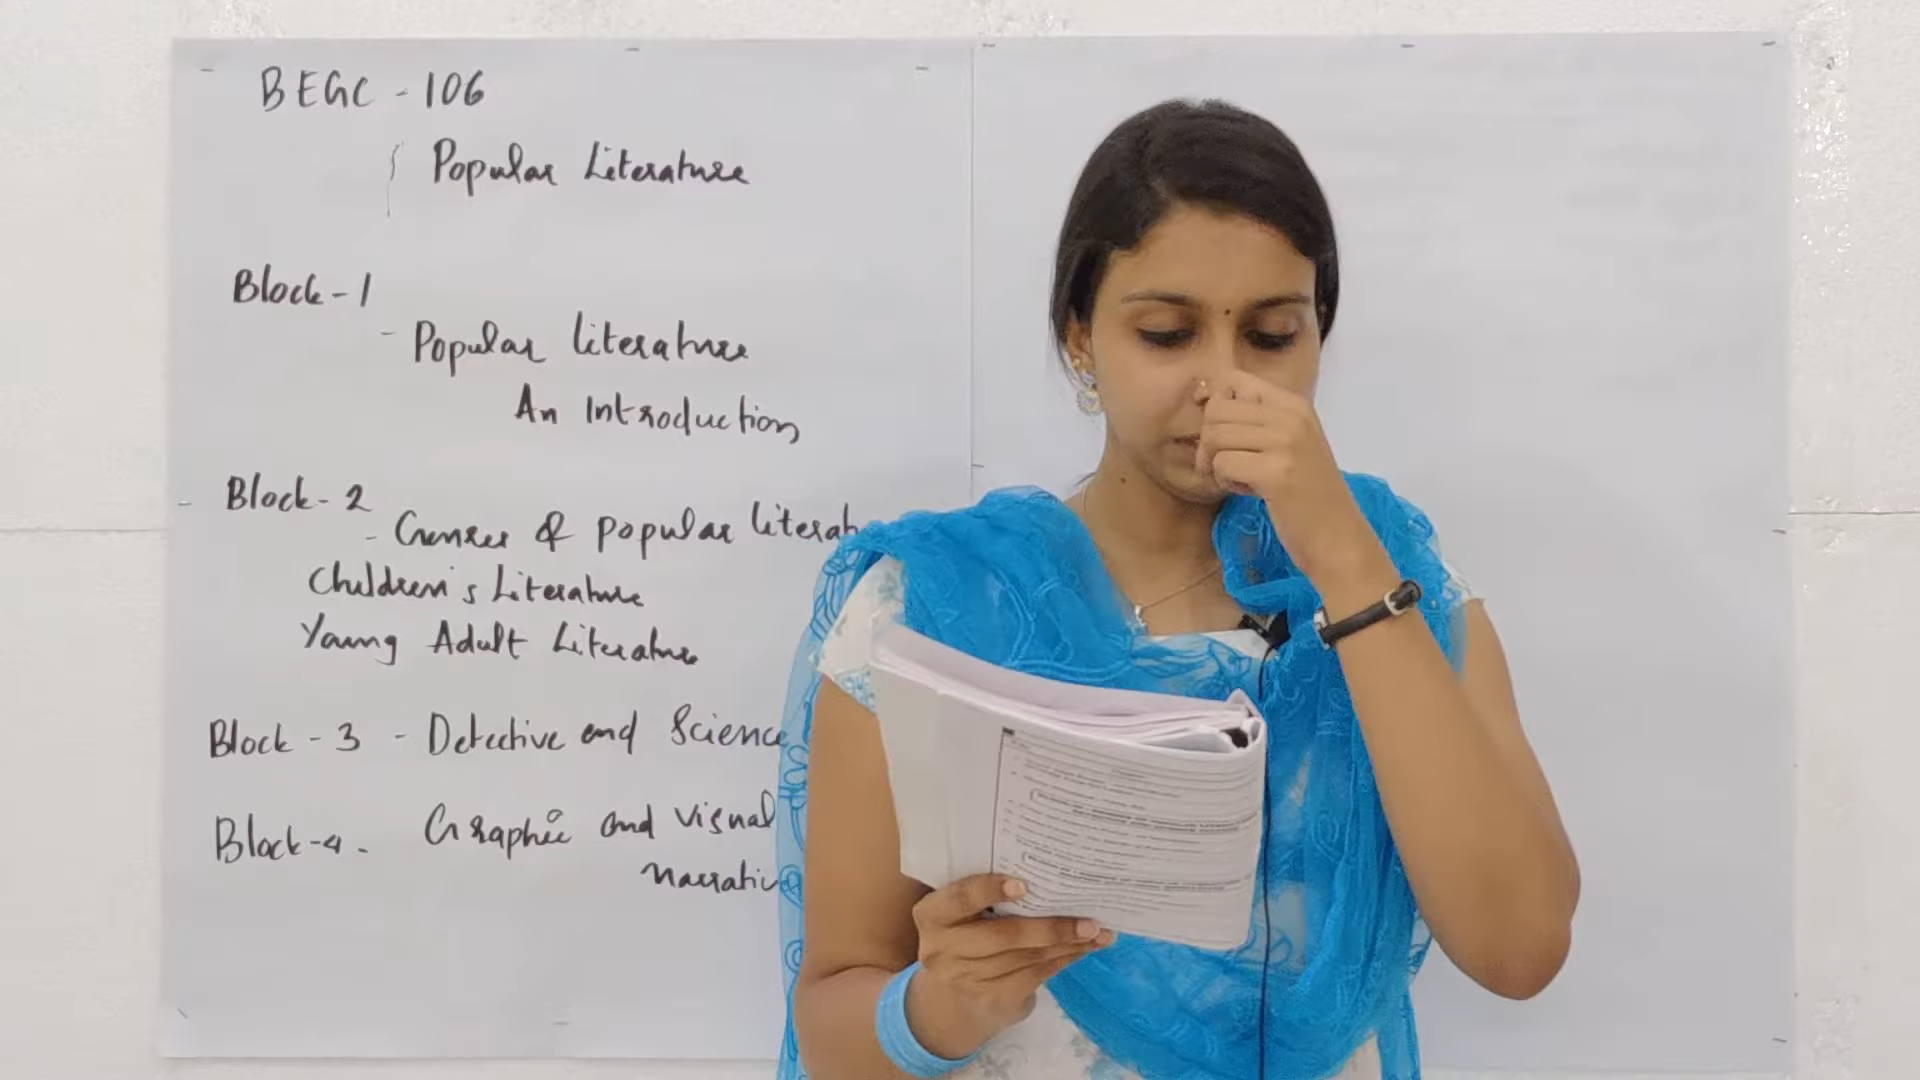 BEGC - 106
Popular Literature
Block - 1
- Popular literature
An Introduction
Block - 2
- Genres of popular literat
Children's Literature
Young Adult Literature
Block - 3 - Detective and Science
Block - 4 - Graphic and Visual
Narrativ